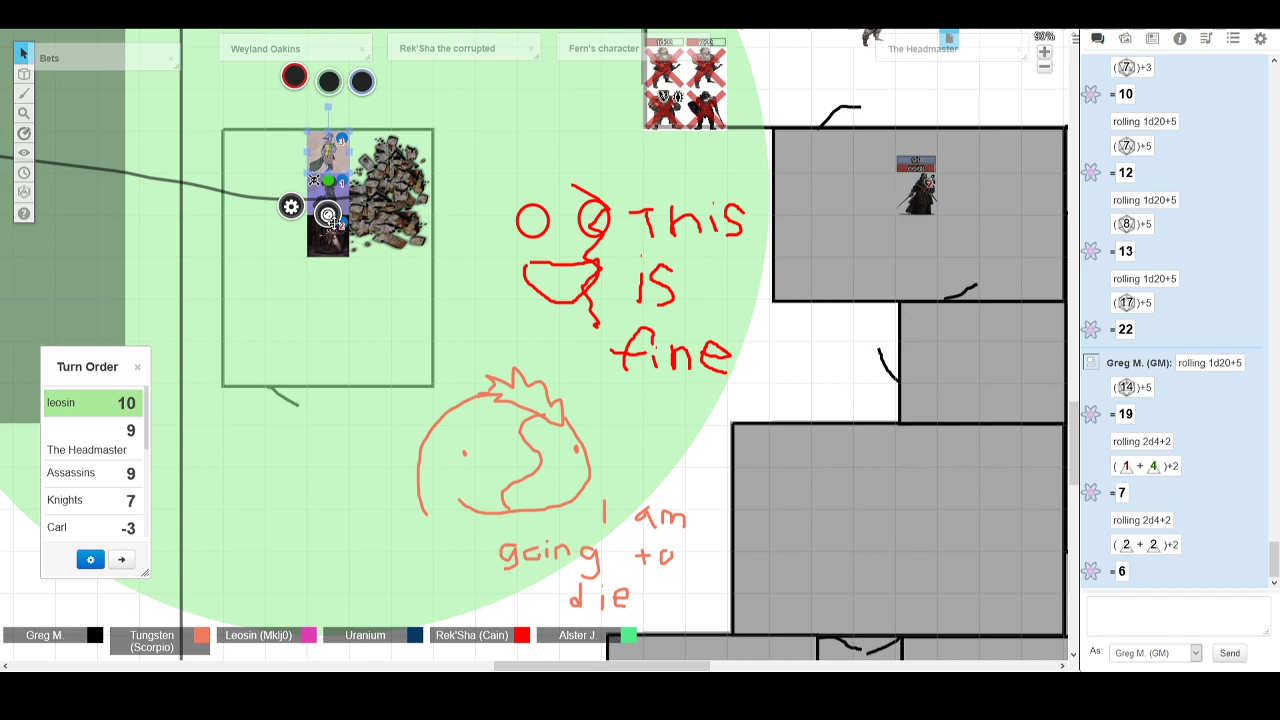 Weyland Oakins
Rek'Sha the corrupted
Fern's character
The Headmaster
90%
Bets
This
is
fine
I am
going to
die
Turn Order
leosin 10
9
The Headmaster
Assassins 9
Knights 7
Carl -3
Greg M.
Tungsten
(Scorpio)
Leosin (Mklj0)
Uranium
Rek'Sha (Cain)
Alster J.
(7)+3
= 10
rolling 1d20+5
(7)+5
= 12
rolling 1d20+5
(8)+5
= 13
rolling 1d20+5
(17)+5
= 22
Greg M. (GM): rolling 1d20+5
(14)+5
= 19
rolling 2d4+2
(1 + 4)+2
= 7
rolling 2d4+2
(2 + 2)+2
= 6
As: Greg M. (GM) Send